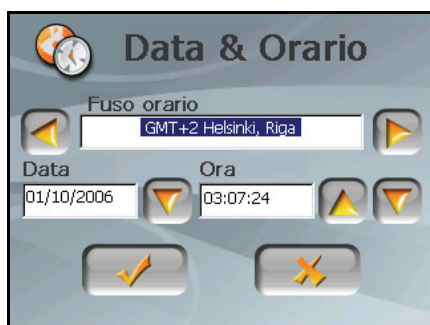 Data & Orario
Fuso orario
GMT+2 Helsinki, Riga
Data
Ora
01/10/2006
03:07:24